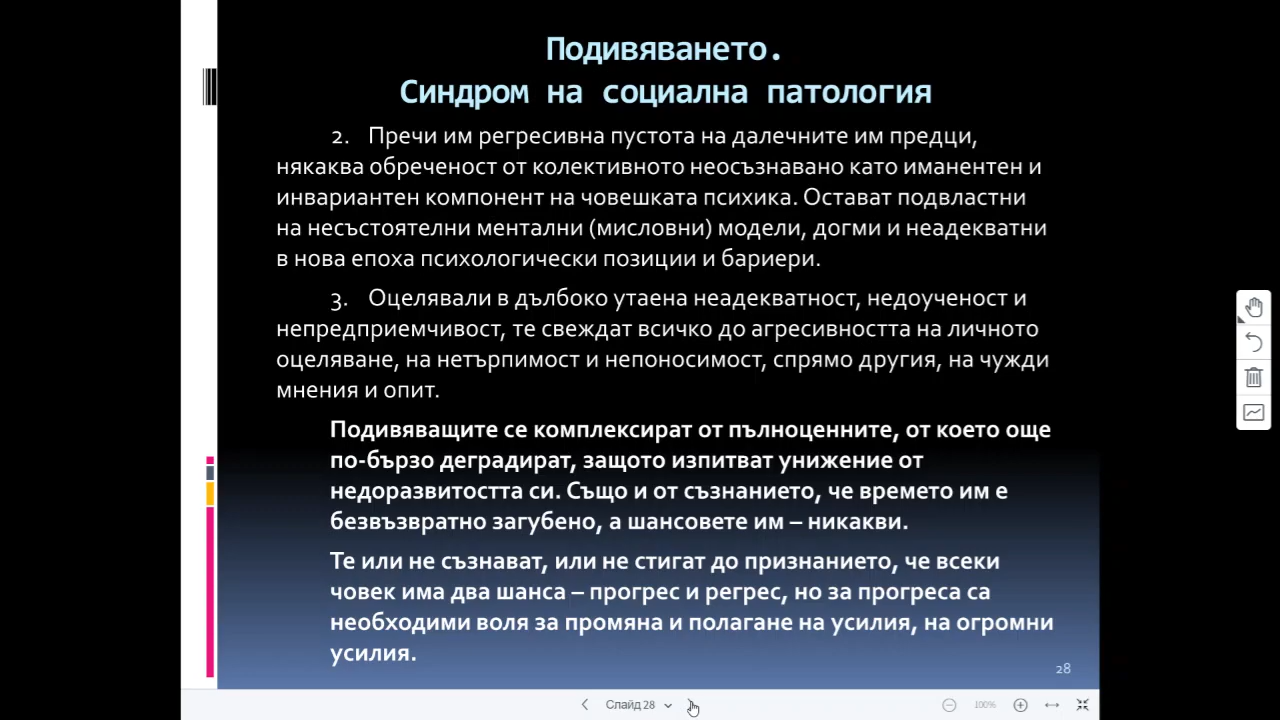 Подивяването.
Синдром на социална патология
2. Пречи им регресивна пустота на далечните им предци,
някаква обреченост от колективното неосъзнавано като иманентен и
инвариантен компонент на човешката психика. Остават подвластни
на несъстоятелни ментални (мисловни) модели, догми и неадекватни
в нова епоха психологически позиции и бариери.
3. Оцелявали в дълбоко утаена неадекватност, недоученост и
непредприемчивост, те свеждат всичко до агресивността на личното
оцеляване, на нетърпимост и непоносимост, спрямо другия, на чужди
мнения и опит.
Подивяващите се комплексират от пълноценните, от което още
по-бързо деградират, защото изпитват унижение от
недоразвитостта си. Също и от съзнанието, че времето им е
безвъзвратно загубено, а шансовете им – никакви.
Те или не съзнават, или не стигат до признанието, че всеки
човек има два шанса – прогрес и регрес, но за прогреса са
необходими воля за промяна и полагане на усилия, на огромни
усилия.
28
Слайд 28
100%